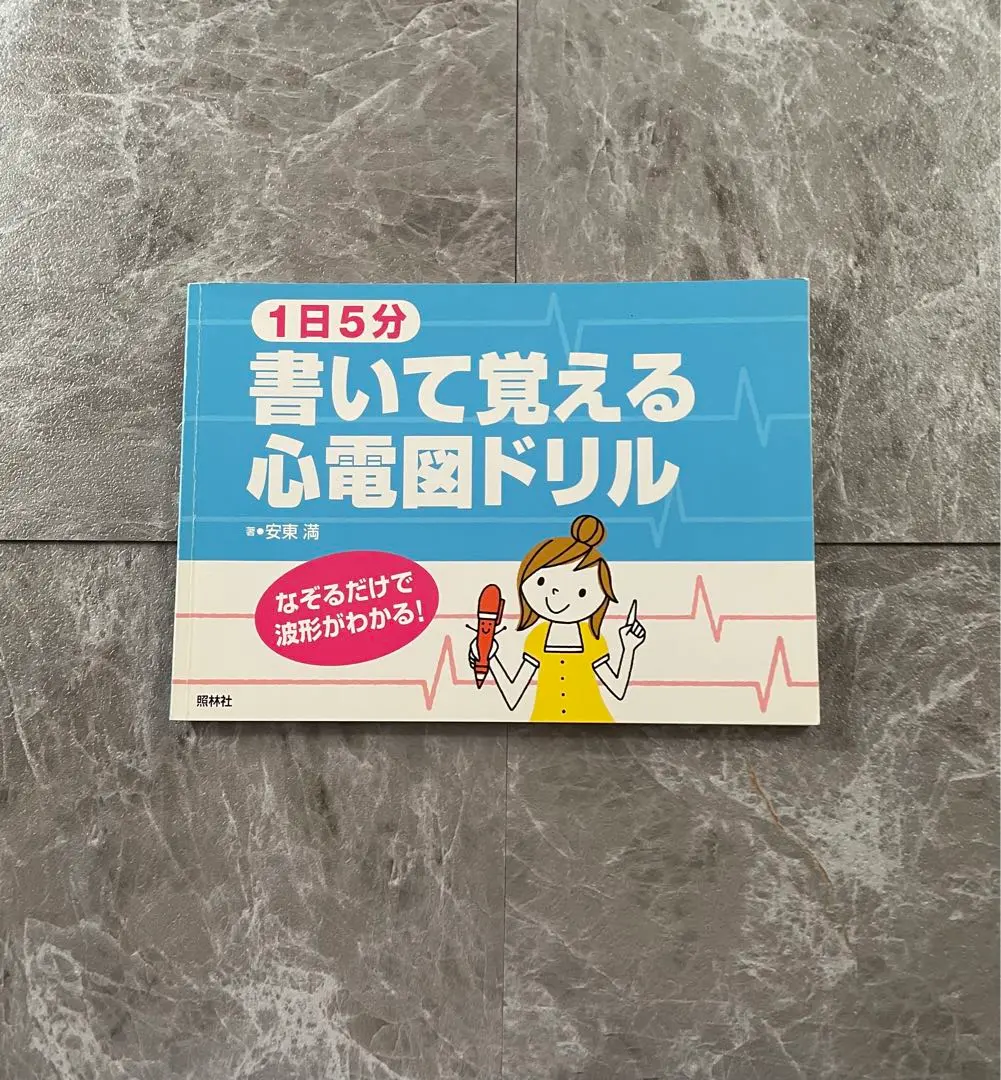 1日5分
書いて覚える
心電図ドリル
著●安東 満
なぞるだけで
波形がわかる!
照林社